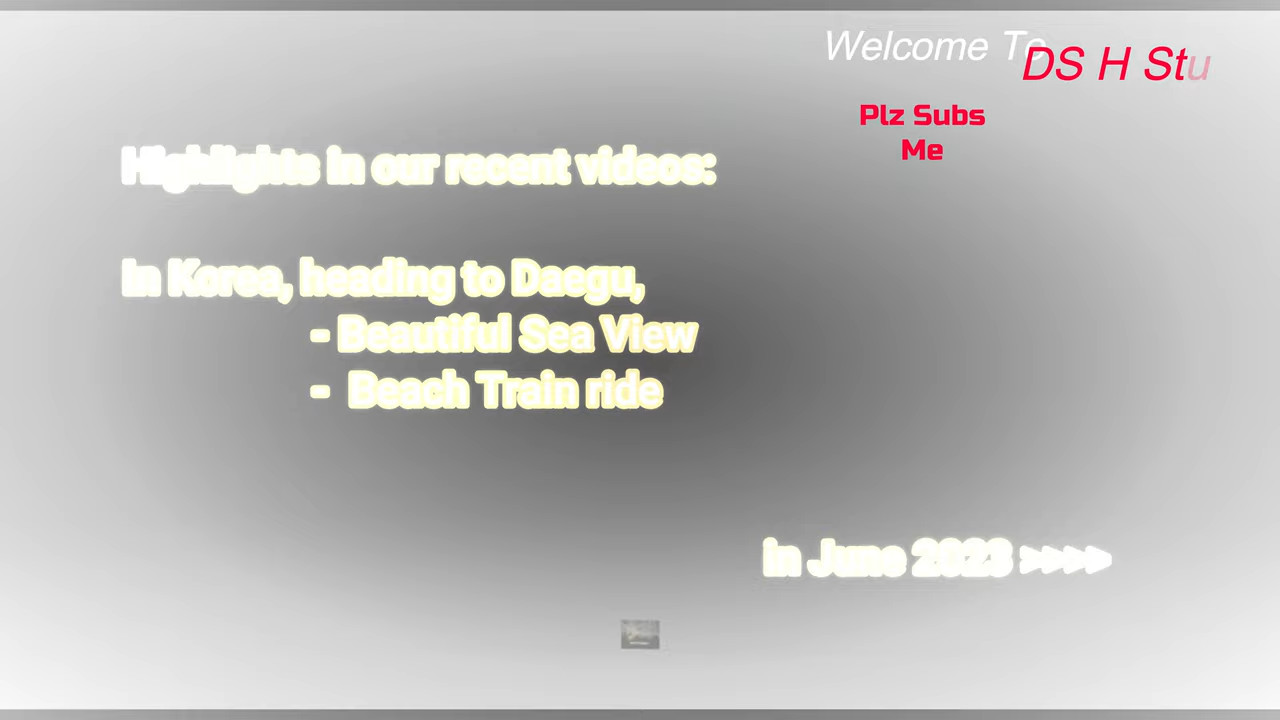 Welcome To
DS H Stu
Plz Subs
Me
Highlights in our recent videos:
In Korea, heading to Daegu,
- Beautiful Sea View
- Beach Train ride
in June 2023 >>>>